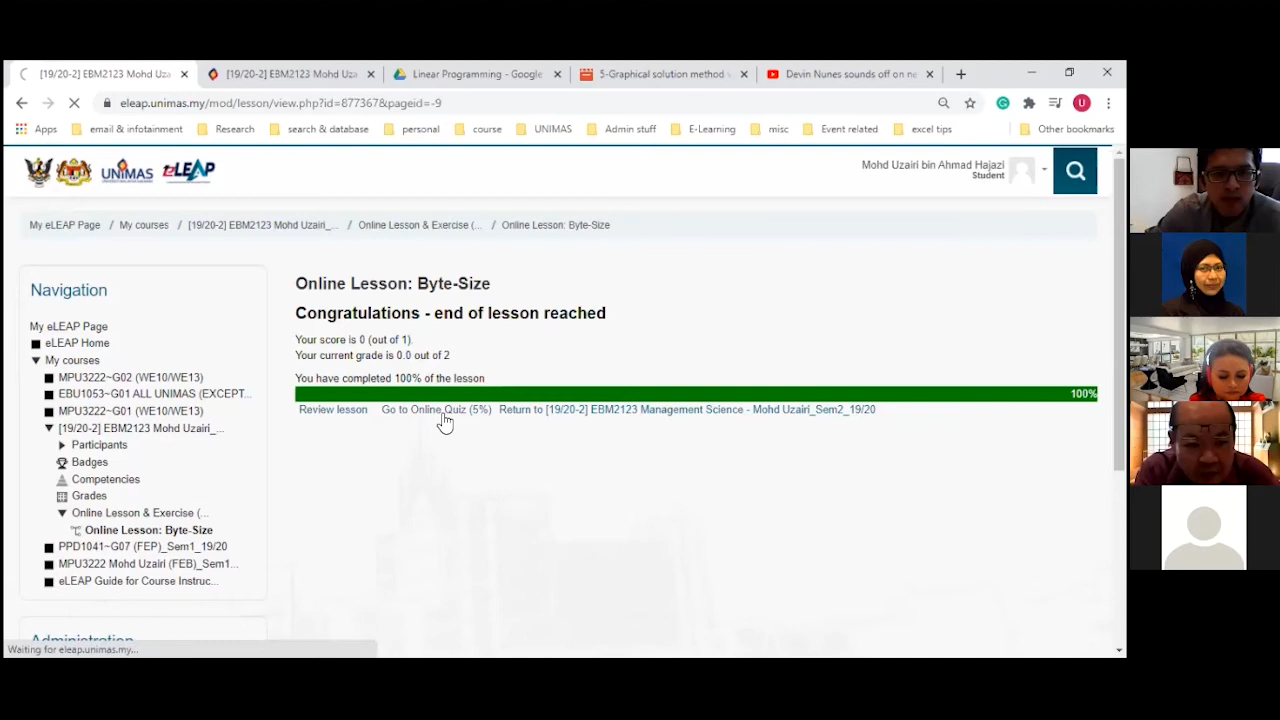 [19/20-2] EBM2123 Mohd Uza
[19/20-2] EBM2123 Mohd Uza
Linear Programming - Google
5-Graphical solution method
Devin Nunes sounds off on ne
eleap.unimas.my/mod/lesson/view.php?id=877367&pageid=-9
U
Apps
email & infotainment
Research
search & database
personal
course
UNIMAS
Admin stuff
E-Learning
misc
Event related
excel tips
Other bookmarks
UNIMAS
eLEAP
Mohd Uzairi bin Ahmad Hajazi
Student
My eLEAP Page / My courses / [19/20-2] EBM2123 Mohd Uzairi_... / Online Lesson & Exercise (... / Online Lesson: Byte-Size
Navigation
My eLEAP Page
eLEAP Home
My courses
MPU3222~G02 (WE10/WE13)
EBU1053~G01 ALL UNIMAS (EXCEPT...
MPU3222~G01 (WE10/WE13)
[19/20-2] EBM2123 Mohd Uzairi_...
Participants
Badges
Competencies
Grades
Online Lesson & Exercise (...
Online Lesson: Byte-Size
PPD1041~G07 (FEP)_Sem1_19/20
MPU3222 Mohd Uzairi (FEB)_Sem1...
eLEAP Guide for Course Instruc...
Administration
Online Lesson: Byte-Size
Congratulations - end of lesson reached
Your score is 0 (out of 1).
Your current grade is 0.0 out of 2
You have completed 100% of the lesson
100%
Review lesson Go to Online Quiz (5%) Return to [19/20-2] EBM2123 Management Science - Mohd Uzairi_Sem2_19/20
Waiting for eleap.unimas.my...